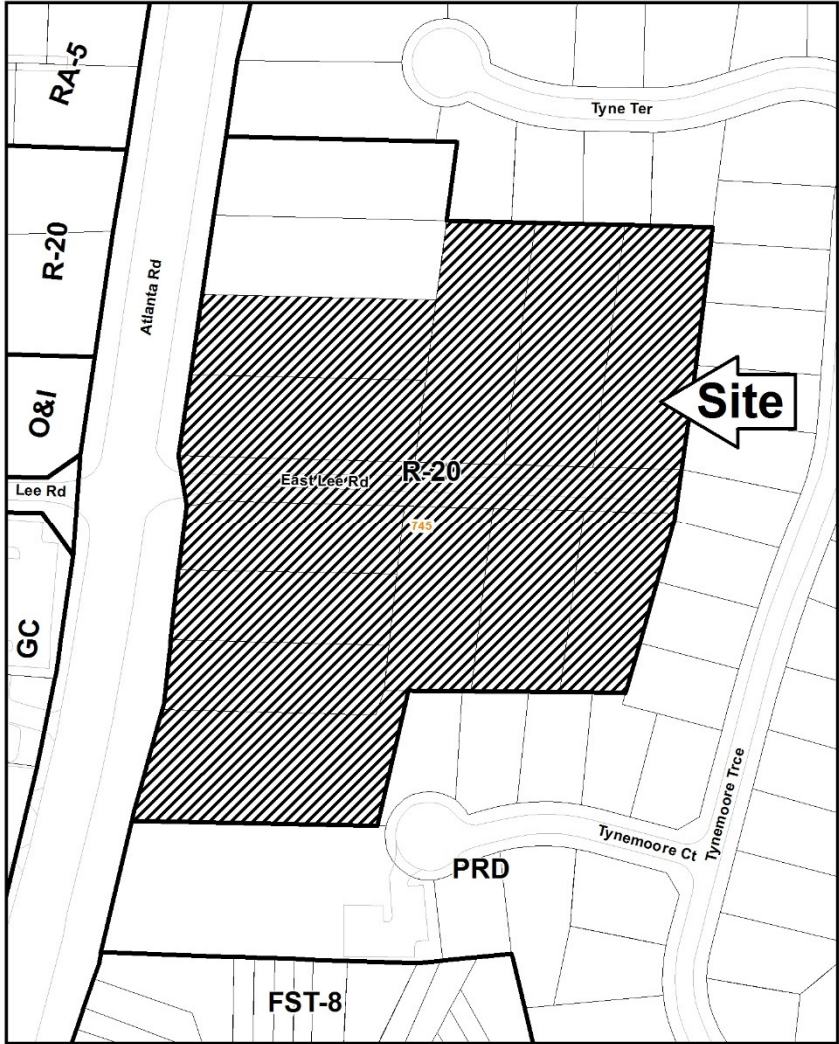 RA-5
Tyne Ter
R-20
Atlanta Rd
O&I
Site
East Lee Rd
R-20
Lee Rd
745
GC
Tynemoore Trce
Tynemoore Ct
PRD
FST-8